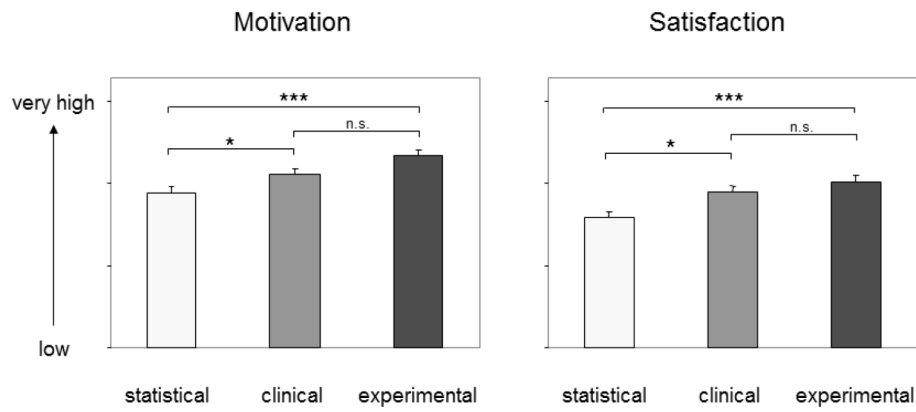 Motivation
Satisfaction
very high
***
***
n.s.
n.s.
*
*
low
statistical clinical experimental
statistical clinical experimental